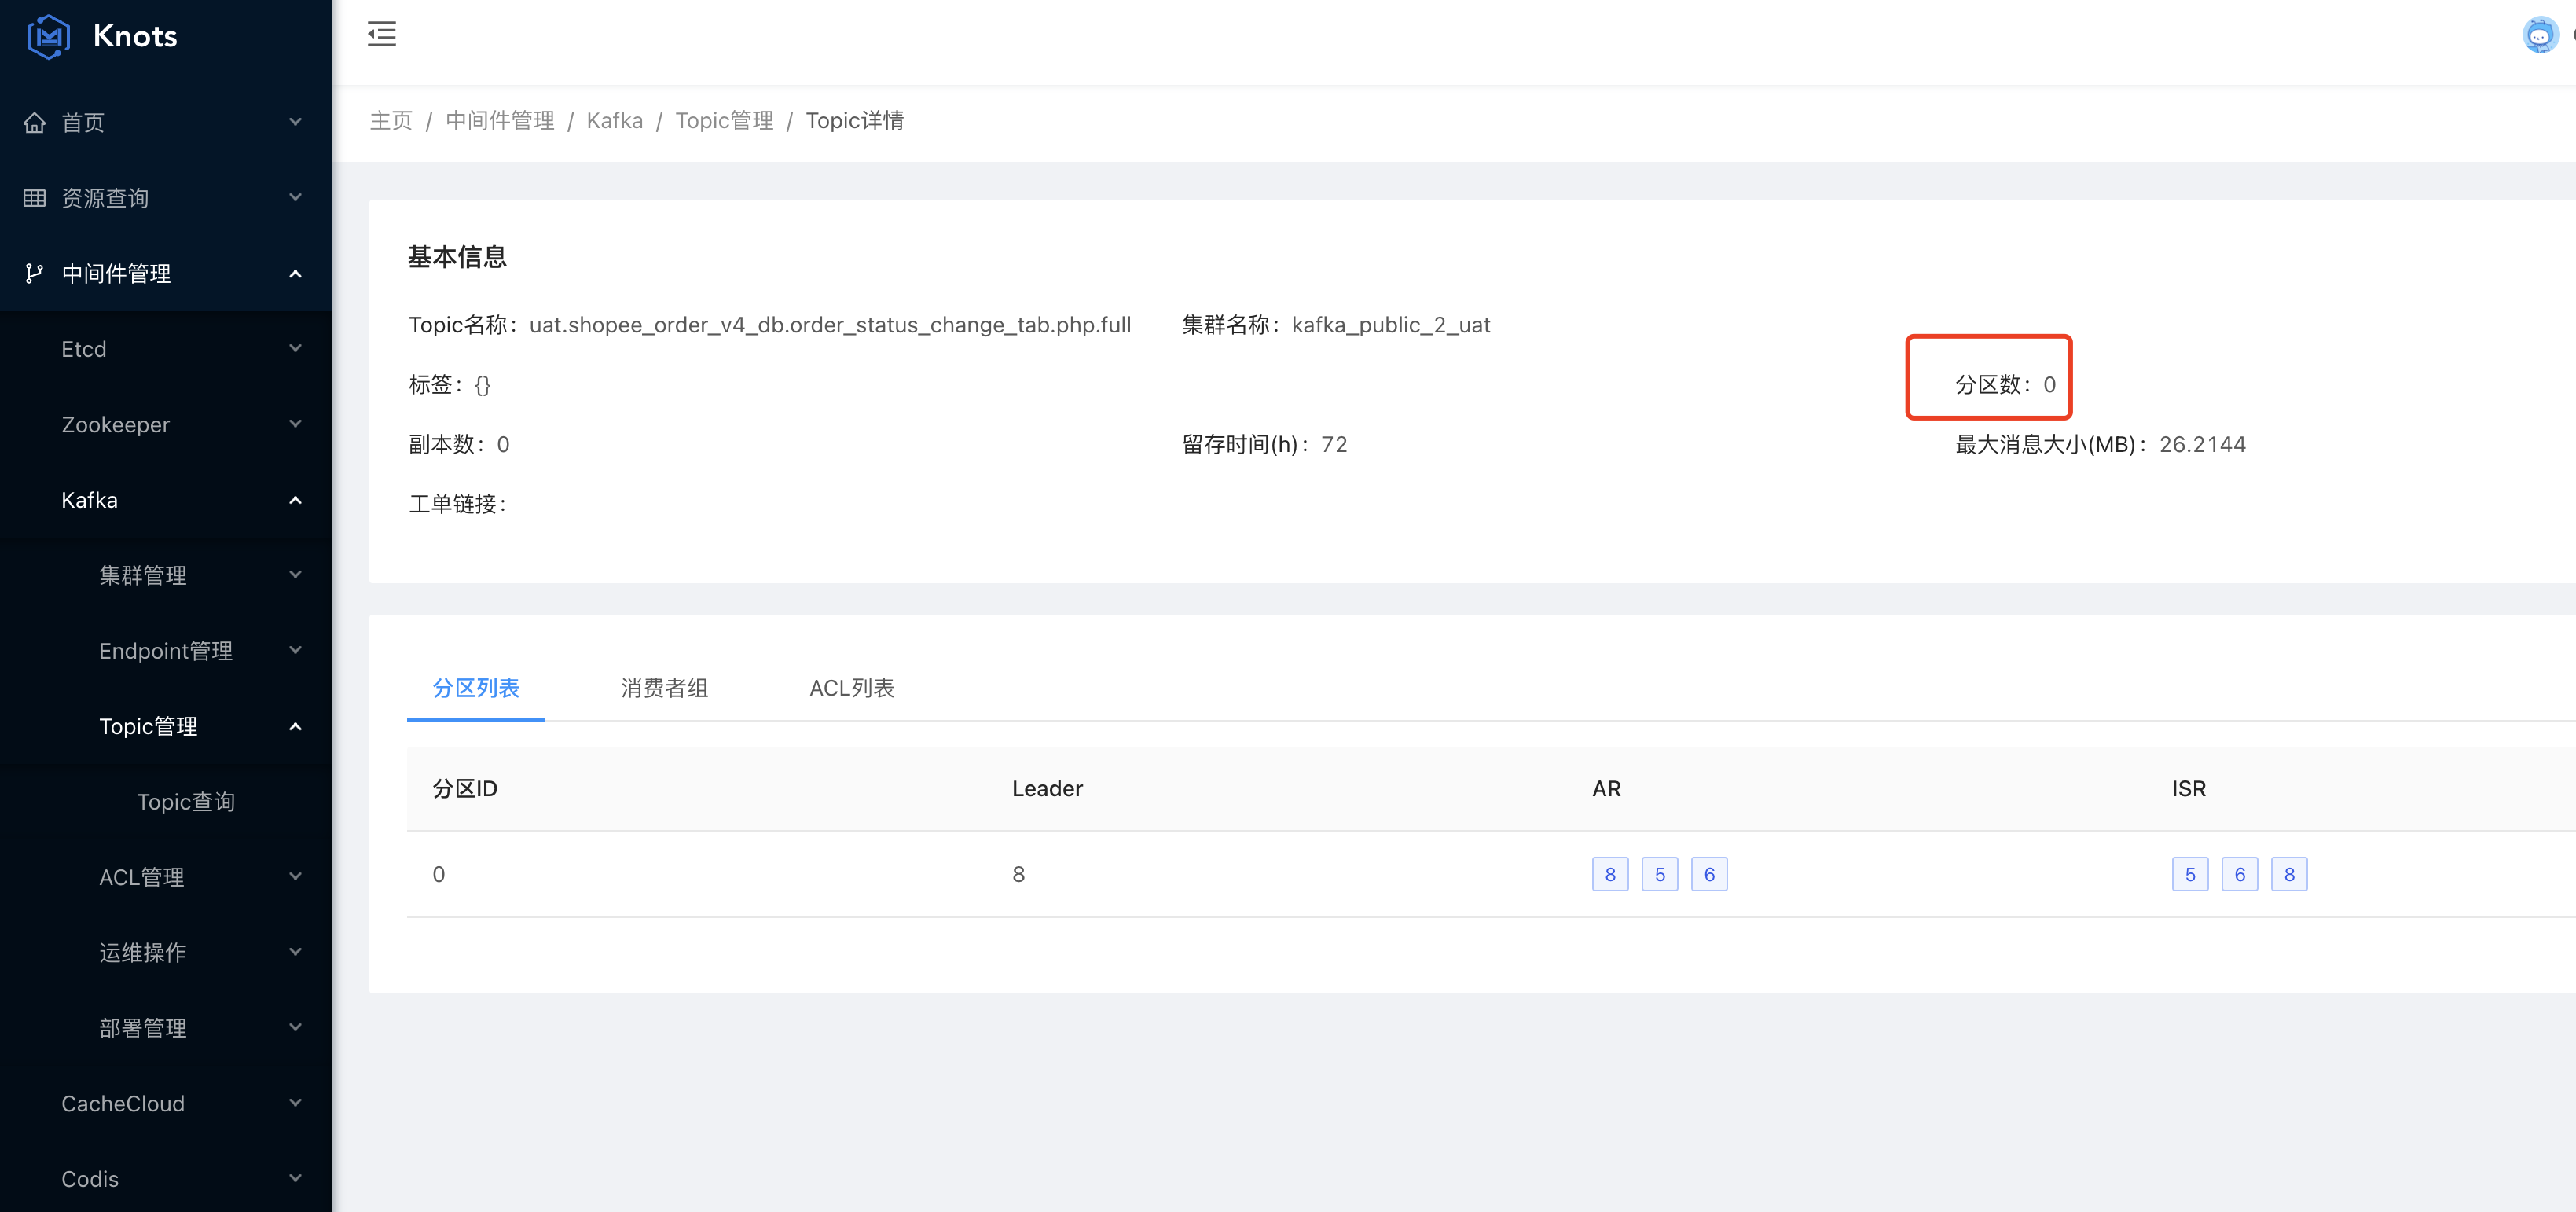 Knots
首页
资源查询
中间件管理
Etcd
Zookeeper
Kafka
集群管理
Endpoint管理
Topic管理
Topic查询
ACL管理
运维操作
部署管理
CacheCloud
Codis
主页 / 中间件管理 / Kafka / Topic管理 / Topic详情
基本信息
Topic名称： uat.shopee_order_v4_db.order_status_change_tab.php.full 集群名称： kafka_public_2_uat
标签： {} 分区数： 0
副本数： 0 留存时间(h)： 72 最大消息大小(MB)： 26.2144
工单链接：
分区列表 消费者组 ACL列表
分区ID Leader AR ISR
0 8 8 5 6 5 6 8